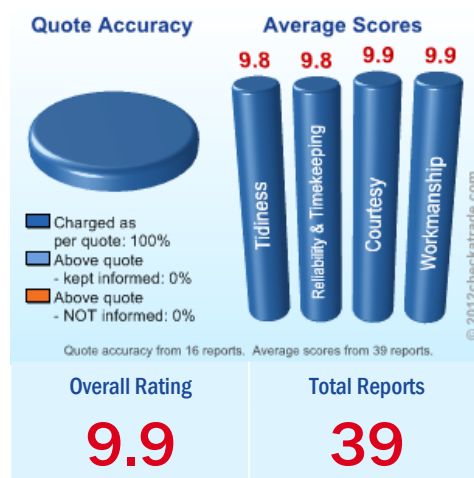 Quote Accuracy
Average Scores
9.8 9.8 9.9 9.9
Tidiness
Reliability & Timekeeping
Courtesy
Workmanship
Charged as
per quote: 100%
Above quote
- kept informed: 0%
Above quote
- NOT informed: 0%
© 2012checkatrade.com
Quote accuracy from 16 reports. Average scores from 39 reports.
Overall Rating
Total Reports
9.9
39